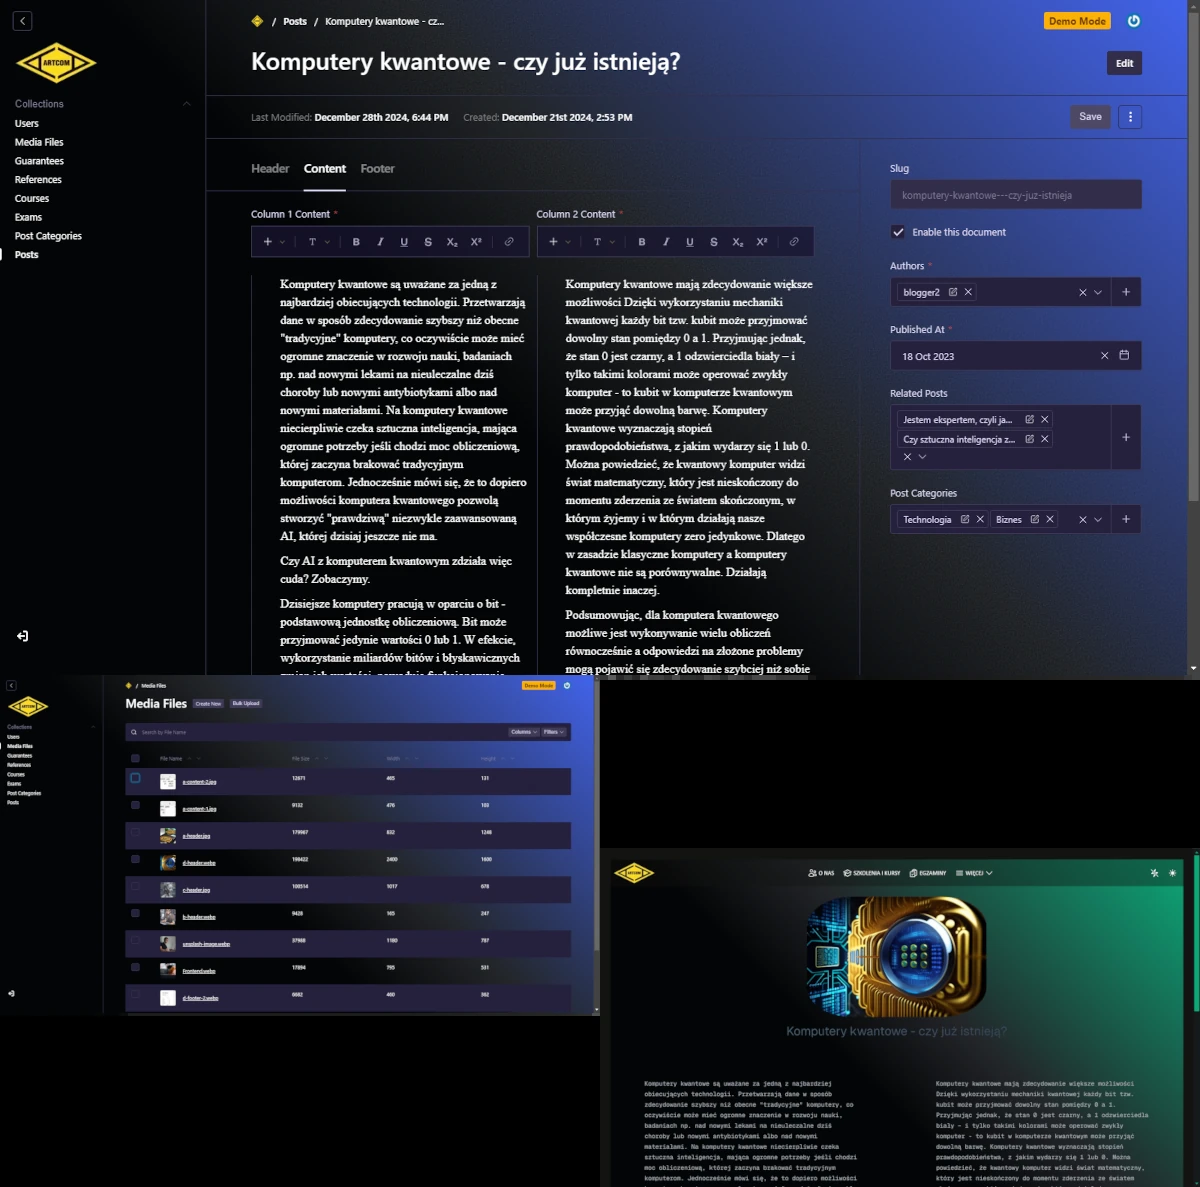 / Posts / Komputery kwantowe - cz...
Demo Mode
ARTCOM
Komputery kwantowe - czy już istnieją?
Edit
Collections
Users
Media Files
Guarantees
References
Courses
Exams
Post Categories
Posts
Last Modified: December 28th 2024, 6:44 PM Created: December 21st 2024, 2:53 PM
Save
Header Content Footer
Column 1 Content *
T B I U S X₂ X²
Komputery kwantowe są uważane za jedną z
najbardziej obiecujących technologii. Przetwarzają
dane w sposób zdecydowanie szybszy niż obecne
"tradycyjne" komputery, co oczywiście może mieć
ogromne znaczenie w rozwoju nauki, badaniach
np. nad nowymi lekami na nieuleczalne dziś
choroby lub nowymi antybiotykami albo nad
nowymi materiałami. Na komputery kwantowe
niecierpliwie czeka sztuczna inteligencja, mająca
ogromne potrzeby jeśli chodzi moc obliczeniową,
której zaczyna brakować tradycyjnym
komputerom. Jednocześnie mówi się, że to dopiero
możliwości komputera kwantowego pozwolą
stworzyć "prawdziwą" niezwykle zaawansowaną
AI, której dzisiaj jeszcze nie ma.
Czy AI z komputerem kwantowym zdziała więc
cuda? Zobaczymy.
Dzisiejsze komputery pracują w oparciu o bit -
podstawową jednostkę obliczeniową. Bit może
przyjmować jedynie wartości 0 lub 1. W efekcie,
wykorzystanie miliardów bitów i błyskawicznych
Column 2 Content *
T B I U S X₂ X²
Komputery kwantowe mają zdecydowanie większe
możliwości Dzięki wykorzystaniu mechaniki
kwantowej każdy bit tzw. kubit może przyjmować
dowolny stan pomiędzy 0 a 1. Przyjmując jednak,
że stan 0 jest czarny, a 1 odzwierciedla biały – i
tylko takimi kolorami może operować zwykły
komputer - to kubit w komputerze kwantowym
może przyjąć dowolną barwę. Komputery
kwantowe wyznaczają stopień
prawdopodobieństwa, z jakim wydarzy się 1 lub 0.
Można powiedzieć, że kwantowy komputer widzi
świat matematyczny, który jest nieskończony do
momentu zderzenia ze światem skończonym, w
którym żyjemy i w którym działają nasze
współczesne komputery zero jedynkowe. Dlatego
w zasadzie klasyczne komputery a komputery
kwantowe nie są porównywalne. Działają
kompletnie inaczej.
Podsumowując, dla komputera kwantowego
możliwe jest wykonywanie wielu obliczeń
równocześnie a odpowiedzi na złożone problemy
mogą pojawić się zdecydowanie szybciej niż sobie
Slug
komputery-kwantowe---czy-juz-istnieja
Enable this document
Authors *
blogger2
Published At *
18 Oct 2023
Related Posts
Jestem ekspertem, czyli ja...
Czy sztuczna inteligencja z...
Post Categories
Technologia Biznes
/ Media Files
Demo Mode
ARTCOM
Media Files Create New Bulk Upload
Collections
Users
Media Files
Guarantees
References
Courses
Exams
Post Categories
Posts
Search by File Name
Columns Filters
File Name File Size Width Height
a-content-2.jpg 12671 485 131
a-content-1.jpg 9132 476 103
a-header.jpg 179987 832 1248
d-header.webp 198422 2400 1600
c-header.jpg 100514 1017 678
b-header.webp 9428 165 247
unsplash-image.webp 37988 1180 787
frontend.webp 17894 795 531
d-footer-2.webp 6682 460 362
ARTCOM
O NAS SZKOLENIA I KURSY EGZAMINY WIĘCEJ
Komputery kwantowe - czy już istnieją?
Komputery kwantowe są uważane za jedną z najbardziej
obiecujących technologii. Przetwarzają dane w sposób
zdecydowanie szybszy niż obecne "tradycyjne" komputery, co
oczywiście może mieć ogromne znaczenie w rozwoju nauki,
badaniach np. nad nowymi lekami na nieuleczalne dziś
choroby lub nowymi antybiotykami albo nad nowymi
materiałami. Na komputery kwantowe niecierpliwie czeka
sztuczna inteligencja, mająca ogromne potrzeby jeśli chodzi
moc obliczeniową, której zaczyna brakować tradycyjnym
komputerom. Jednocześnie mówi się, że to dopiero możliwości
Komputery kwantowe mają zdecydowanie większe możliwości
Dzięki wykorzystaniu mechaniki kwantowej każdy bit tzw.
kubit może przyjmować dowolny stan pomiędzy 0 a 1.
Przyjmując jednak, że stan 0 jest czarny, a 1 odzwierciedla
biały – i tylko takimi kolorami może operować zwykły
komputer - to kubit w komputerze kwantowym może przyjąć
dowolną barwę. Komputery kwantowe wyznaczają stopień
prawdopodobieństwa, z jakim wydarzy się 1 lub 0. Można
powiedzieć, że kwantowy komputer widzi świat matematyczny,
który jest nieskończony do momentu zderzenia ze światem